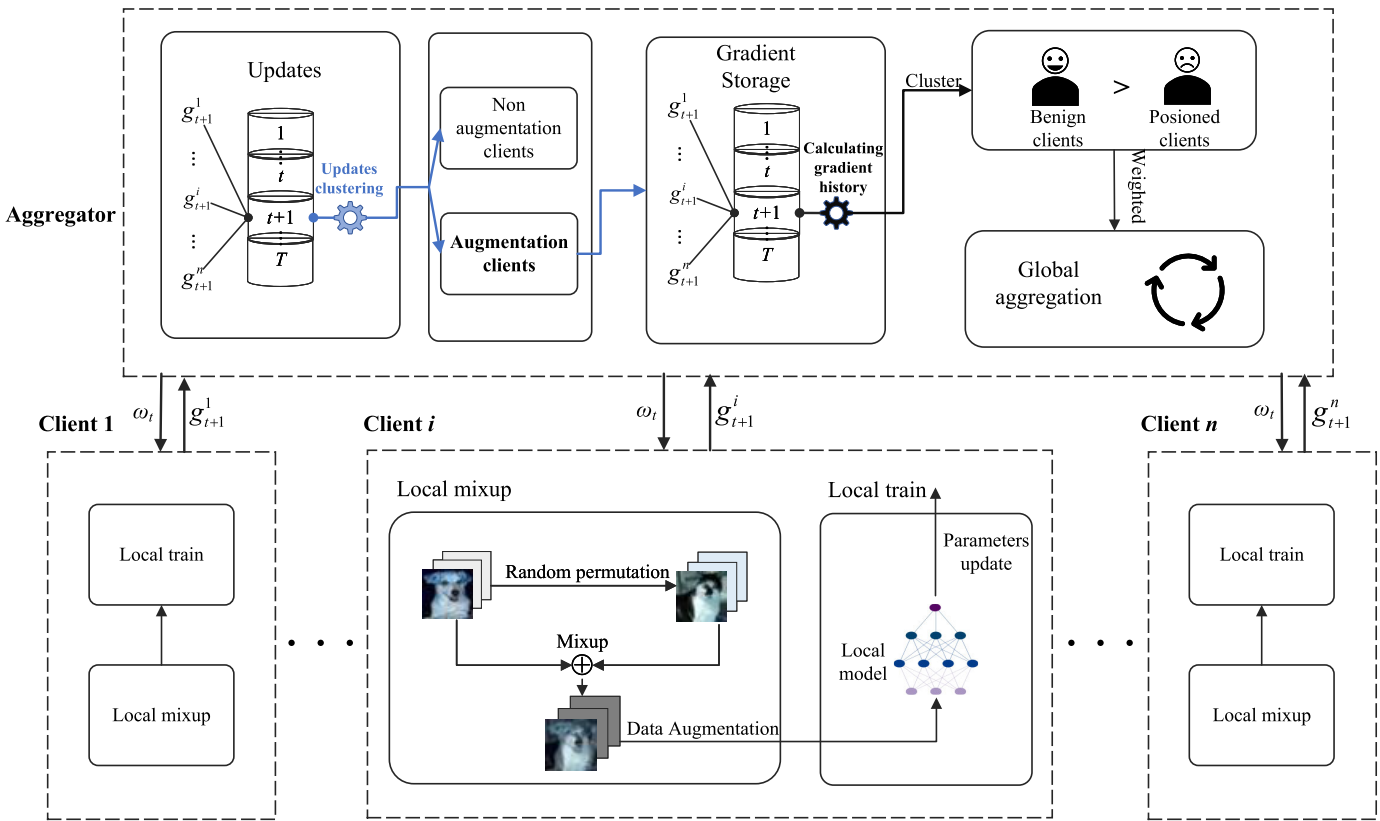 Aggregator
Updates
g^1_{t+1}
...
g^i_{t+1}
...
g^n_{t+1}
1
⋮
t
t+1
⋮
T
Updates
clustering
Non
augmentation
clients
Augmentation
clients
Gradient
Storage
g^1_{t+1}
...
g^i_{t+1}
...
g^n_{t+1}
1
⋮
t
t+1
⋮
T
Calculating
gradient
history
Cluster
>
Benign
clients
Posioned
clients
Weighted
Global
aggregation
Client 1
ω_t
g^1_{t+1}
Client i
ω_t
g^i_{t+1}
Client n
ω_t
g^n_{t+1}
Local train
Local mixup
. . .
Local mixup
Random permutation
Mixup
Data Augmentation
Local train
Parameters
update
Local
model
. . .
Local train
Local mixup